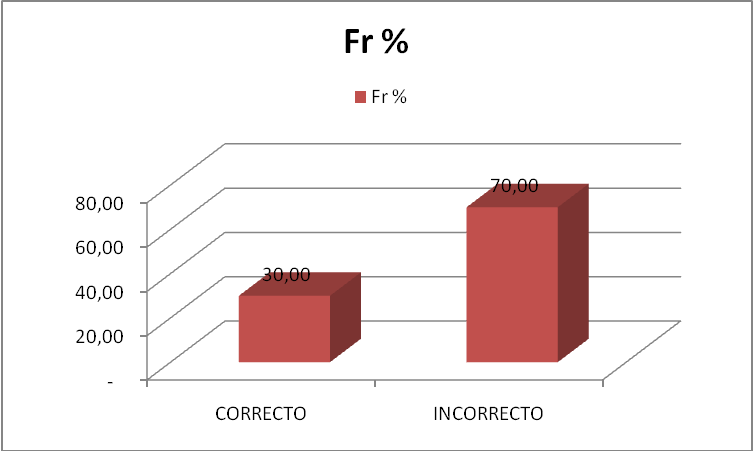 Fr %
Fr %
80,00
60,00
40,00
20,00
-
30,00
70,00
CORRECTO
INCORRECTO